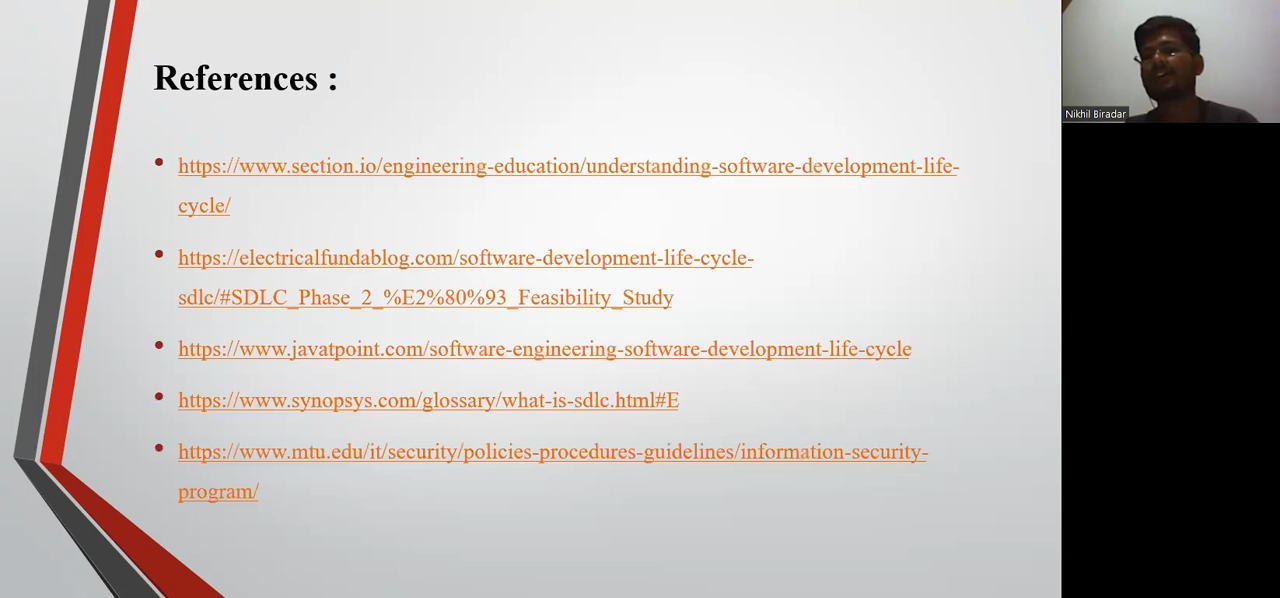 References :
https://www.section.io/engineering-education/understanding-software-development-life-
cycle/
https://electricalfundablog.com/software-development-life-cycle-
sdlc/#SDLC_Phase_2_%E2%80%93_Feasibility_Study
https://www.javatpoint.com/software-engineering-software-development-life-cycle
https://www.synopsys.com/glossary/what-is-sdlc.html#E
https://www.mtu.edu/it/security/policies-procedures-guidelines/information-security-
program/
Nikhil Biradar